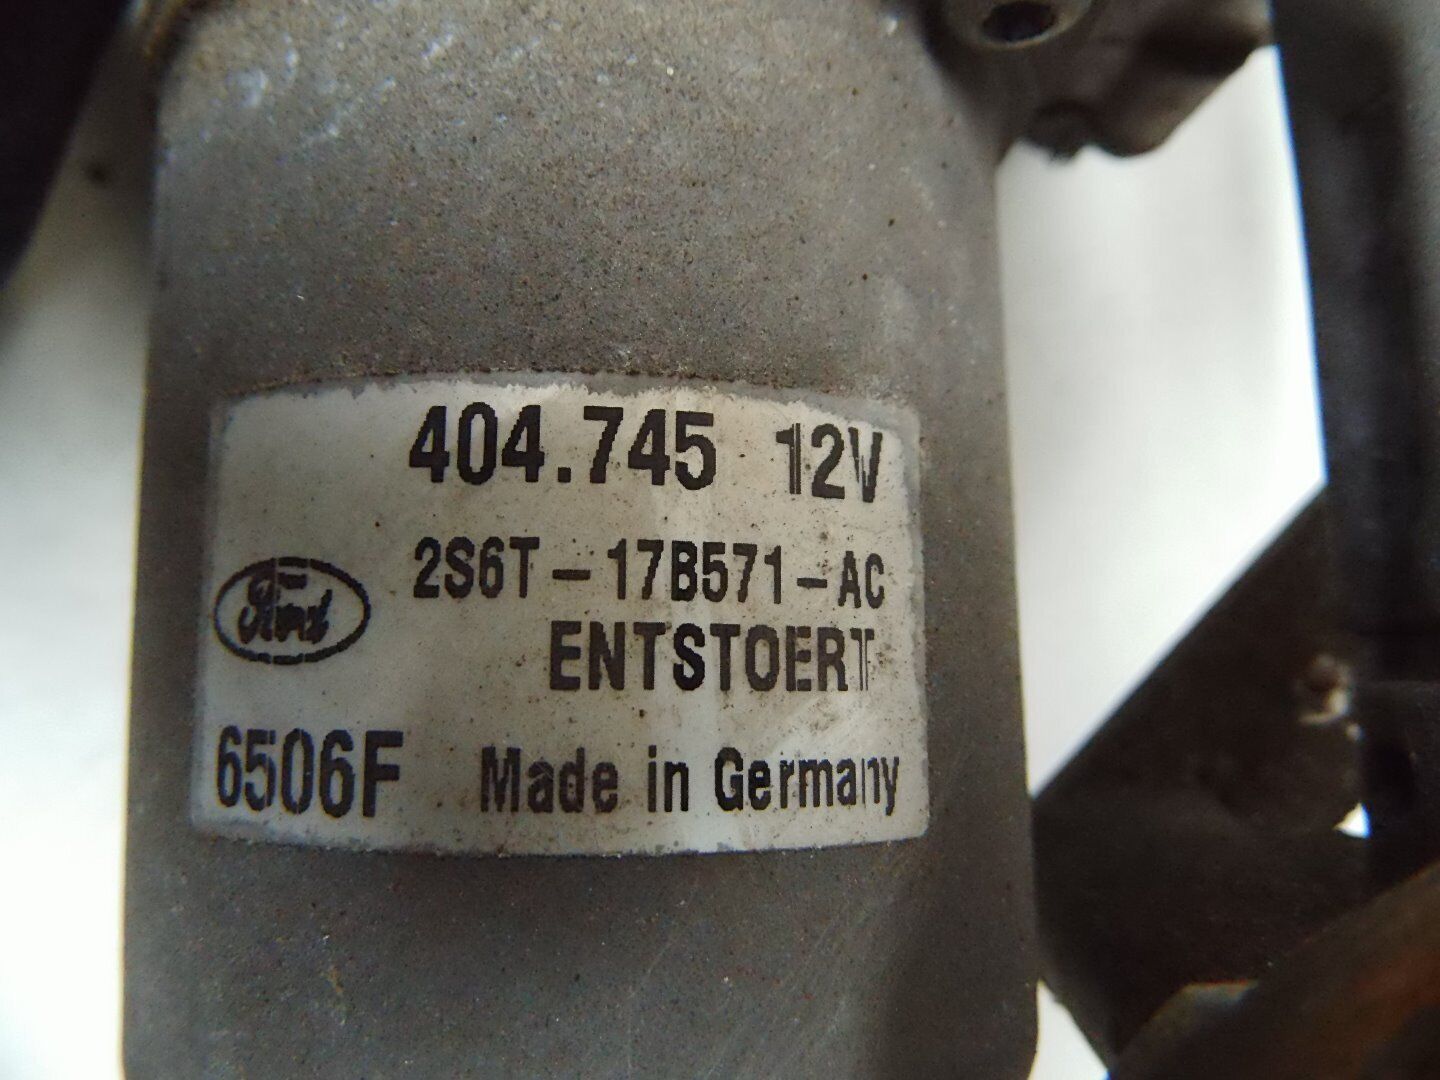 404.745 12V
2S6T-17B571-AC
Ford
ENTSTOERT
6506F Made in Germany